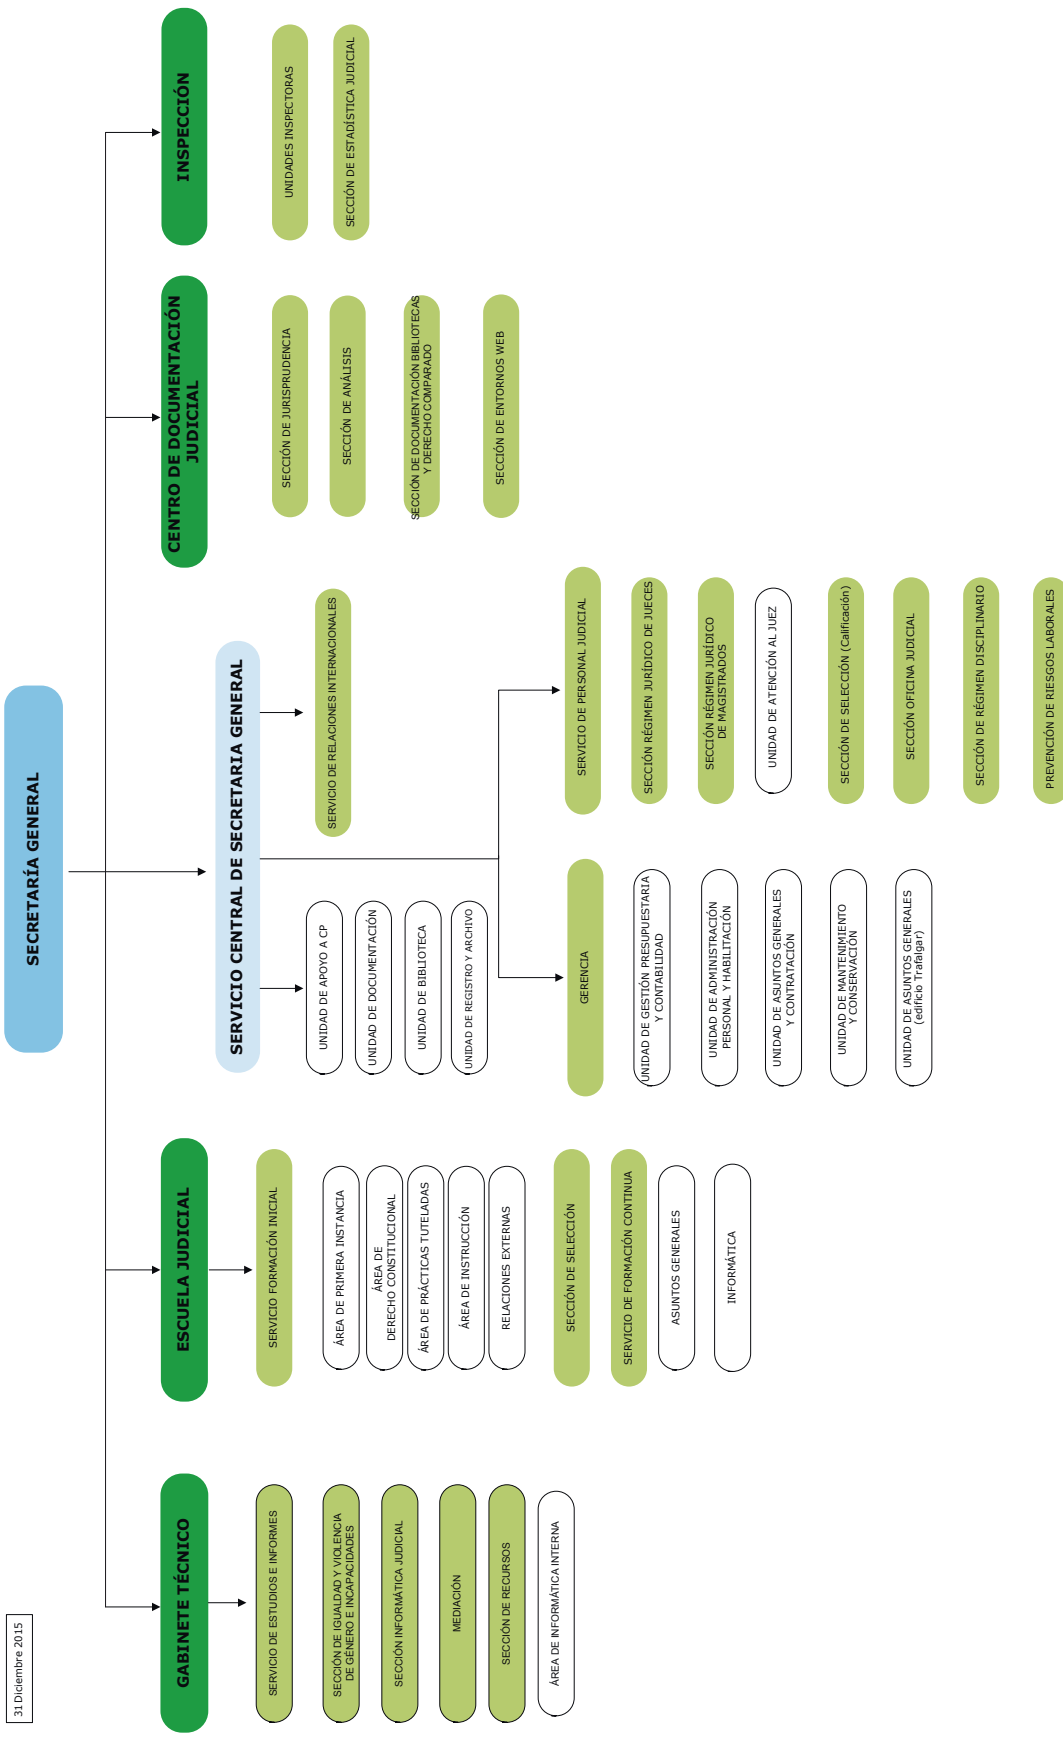 31 Diciembre 2015
SECRETARÍA GENERAL
GABINETE TÉCNICO
SERVICIO DE ESTUDIOS E INFORMES
SECCIÓN DE IGUALDAD Y VIOLENCIA
DE GÉNERO E INCAPACIDADES
SECCIÓN INFORMÁTICA JUDICIAL
MEDIACIÓN
SECCIÓN DE RECURSOS
ÁREA DE INFORMÁTICA INTERNA
ESCUELA JUDICIAL
SERVICIO FORMACIÓN INICIAL
ÁREA DE PRIMERA INSTANCIA
ÁREA DE
DERECHO CONSTITUCIONAL
ÁREA DE PRÁCTICAS TUTELADAS
ÁREA DE INSTRUCCIÓN
RELACIONES EXTERNAS
SECCIÓN DE SELECCIÓN
SERVICIO DE FORMACIÓN CONTINUA
ASUNTOS GENERALES
INFORMÁTICA
SERVICIO CENTRAL DE SECRETARIA GENERAL
UNIDAD DE APOYO A CP
UNIDAD DE DOCUMENTACIÓN
UNIDAD DE BIBLIOTECA
UNIDAD DE REGISTRO Y ARCHIVO
SERVICIO DE RELACIONES INTERNACIONALES
GERENCIA
UNIDAD DE GESTIÓN PRESUPUESTARIA
Y CONTABILIDAD
UNIDAD DE ADMINISTRACIÓN
PERSONAL Y HABILITACIÓN
UNIDAD DE ASUNTOS GENERALES
Y CONTRATACIÓN
UNIDAD DE MANTENIMIENTO
Y CONSERVACIÓN
UNIDAD DE ASUNTOS GENERALES
(edificio Trafalgar)
SERVICIO DE PERSONAL JUDICIAL
SECCIÓN RÉGIMEN JURÍDICO DE JUECES
SECCIÓN RÉGIMEN JURÍDICO
DE MAGISTRADOS
UNIDAD DE ATENCIÓN AL JUEZ
SECCIÓN DE SELECCIÓN (Calificación)
SECCIÓN OFICINA JUDICIAL
SECCIÓN DE RÉGIMEN DISCIPLINARIO
PREVENCIÓN DE RIESGOS LABORALES
CENTRO DE DOCUMENTACIÓN
JUDICIAL
SECCIÓN DE JURISPRUDENCIA
SECCIÓN DE ANÁLISIS
SECCIÓN DE DOCUMENTACIÓN BIBLIOTECAS
Y DERECHO COMPARADO
SECCIÓN DE ENTORNOS WEB
INSPECCIÓN
UNIDADES INSPECTORAS
SECCIÓN DE ESTADÍSTICA JUDICIAL